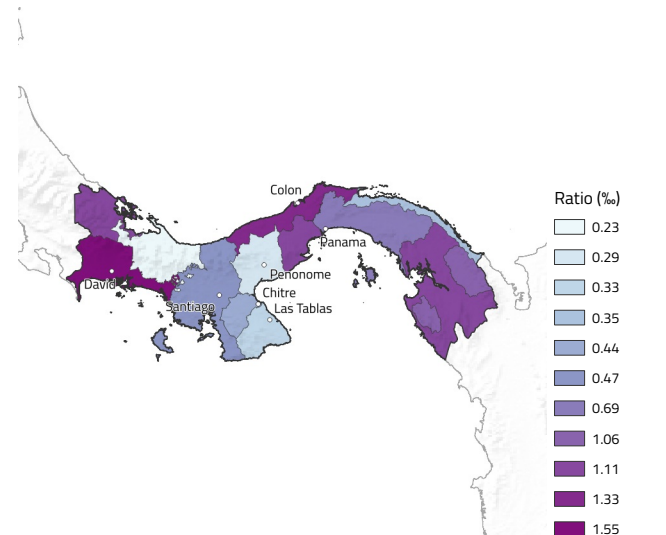 Colon
Panama
Penonome
David
Chitre
Santiago
Las Tablas
Ratio (‰)
0.23
0.29
0.33
0.35
0.44
0.47
0.69
1.06
1.11
1.33
1.55